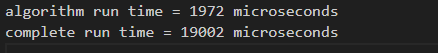 algorithm run time = 1972 microseconds
complete run time = 19002 microseconds